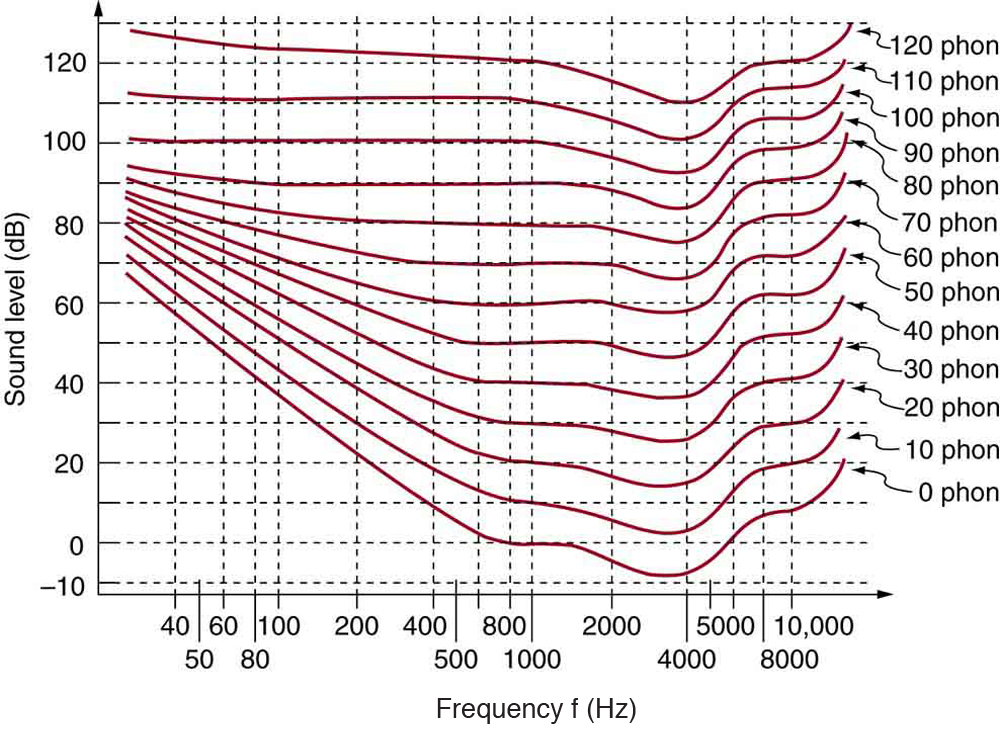 120
100
80
60
40
20
0
–10
Sound level (dB)
120 phon
110 phon
100 phon
90 phon
80 phon
70 phon
60 phon
50 phon
40 phon
30 phon
20 phon
10 phon
0 phon
40 60 100 200 400 800 2000 5000 10,000
50 80 500 1000 4000 8000
Frequency f (Hz)